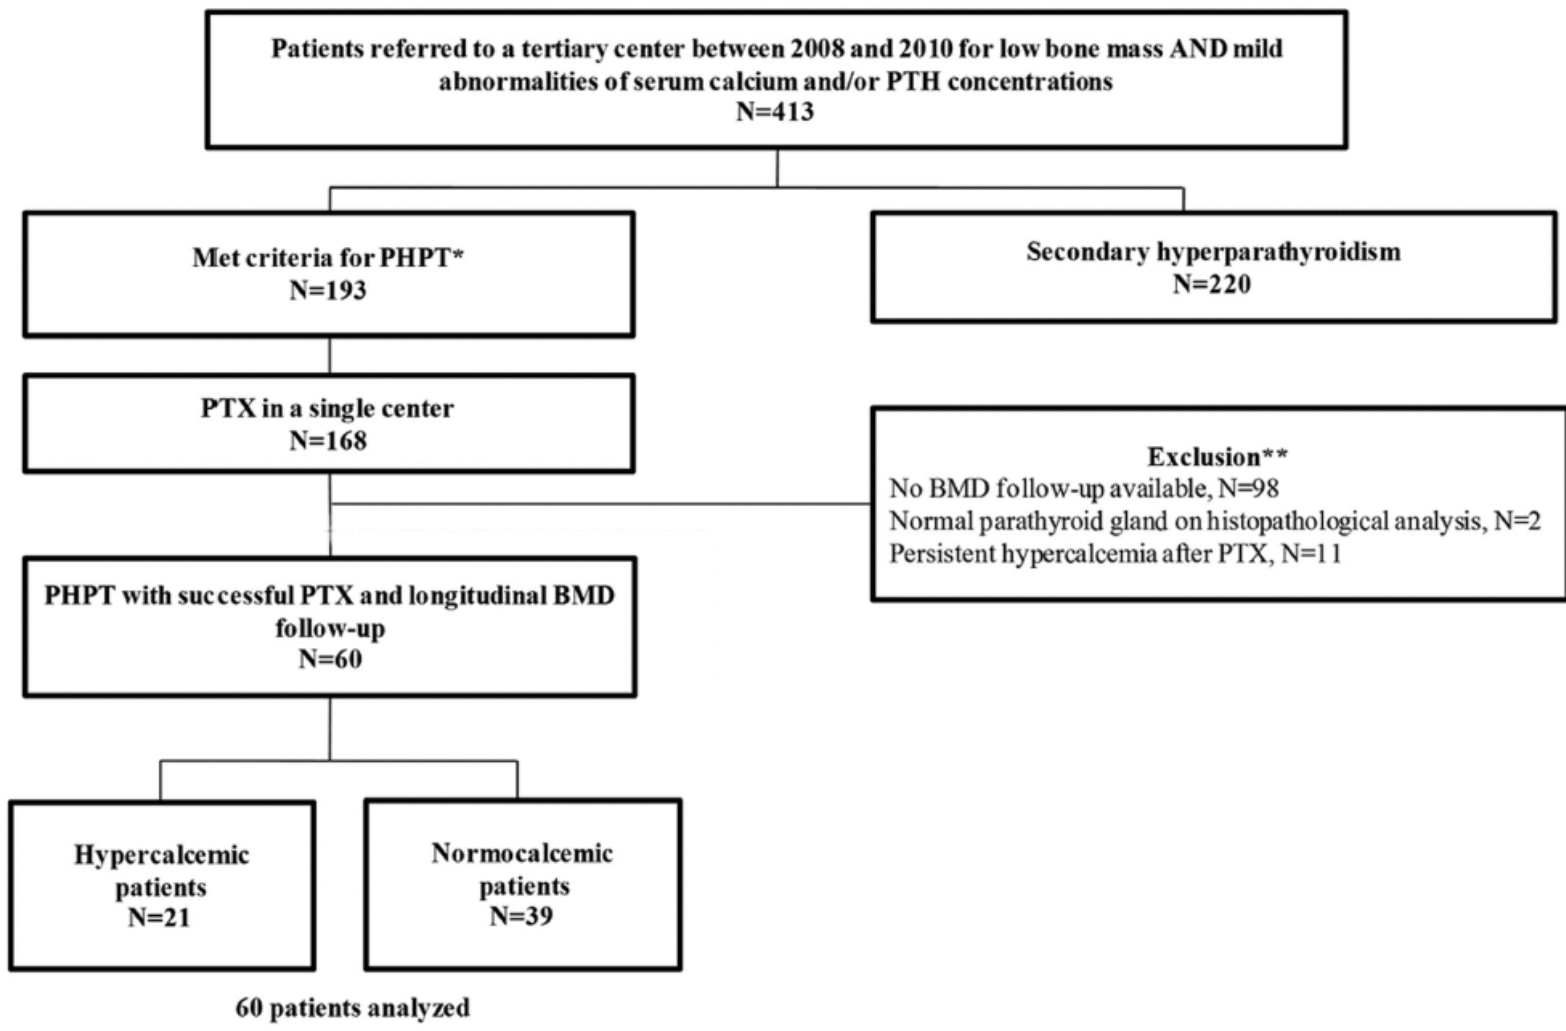 Patients referred to a tertiary center between 2008 and 2010 for low bone mass AND mild
abnormalities of serum calcium and/or PTH concentrations
N=413
Met criteria for PHPT*
N=193
Secondary hyperparathyroidism
N=220
PTX in a single center
N=168
Exclusion**
No BMD follow-up available, N=98
Normal parathyroid gland on histopathological analysis, N=2
Persistent hypercalcemia after PTX, N=11
PHPT with successful PTX and longitudinal BMD
follow-up
N=60
Hypercalcemic
patients
N=21
Normocalcemic
patients
N=39
60 patients analyzed